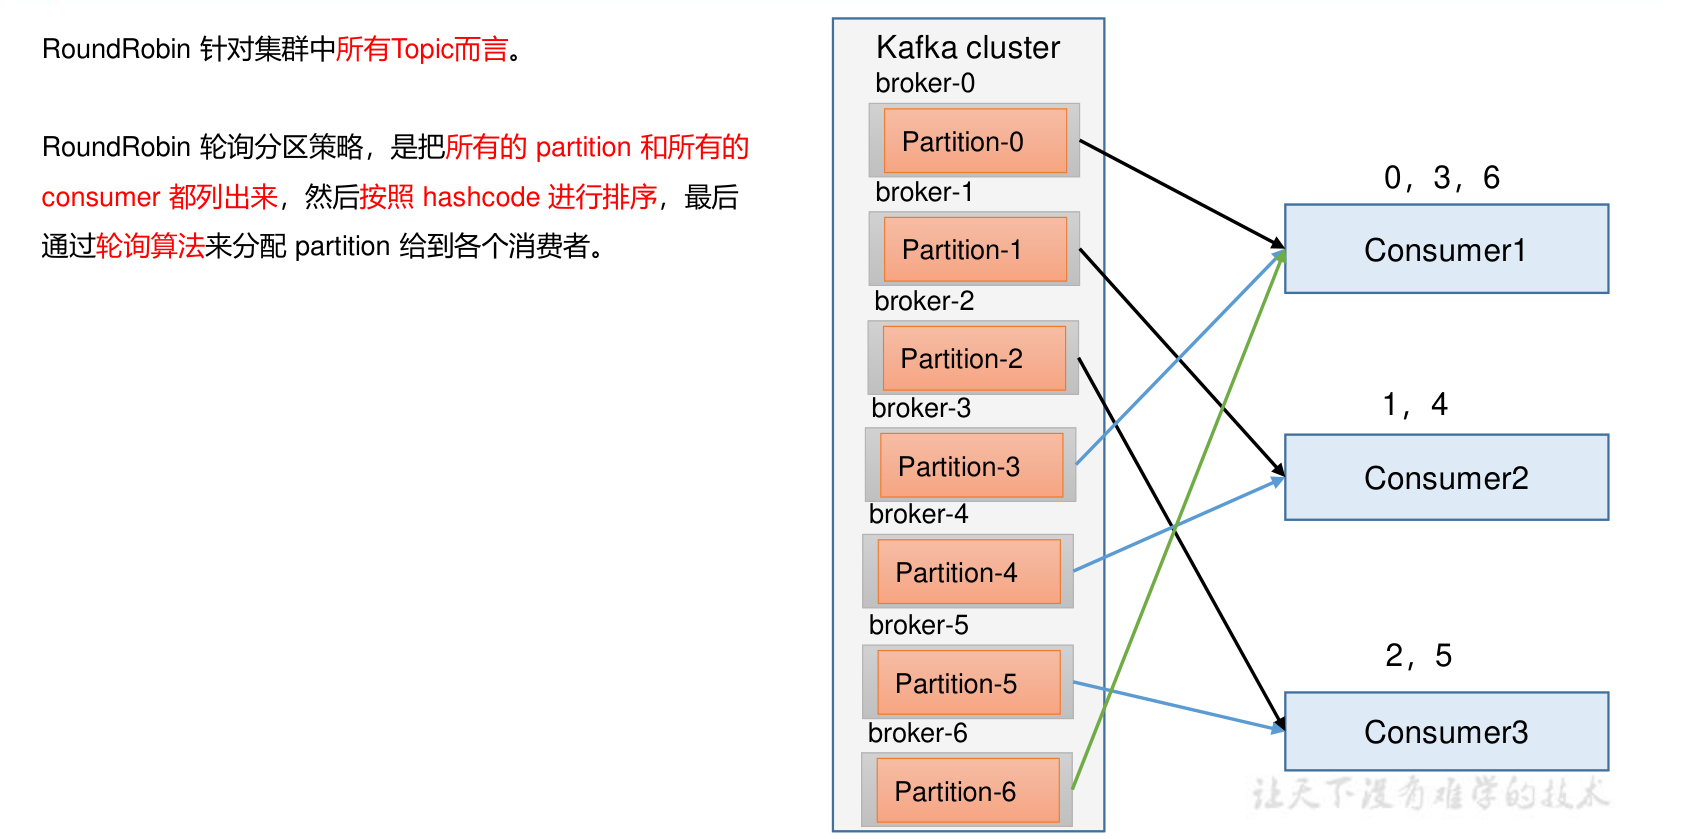 RoundRobin 针对集群中所有Topic而言。
RoundRobin 轮询分区策略，是把所有的 partition 和所有的
consumer 都列出来，然后按照 hashcode 进行排序，最后
通过轮询算法来分配 partition 给到各个消费者。
Kafka cluster
broker-0
Partition-0
broker-1
Partition-1
broker-2
Partition-2
broker-3
Partition-3
broker-4
Partition-4
broker-5
Partition-5
broker-6
Partition-6
0，3，6
Consumer1
1，4
Consumer2
2，5
Consumer3
让天下没有难学的技术